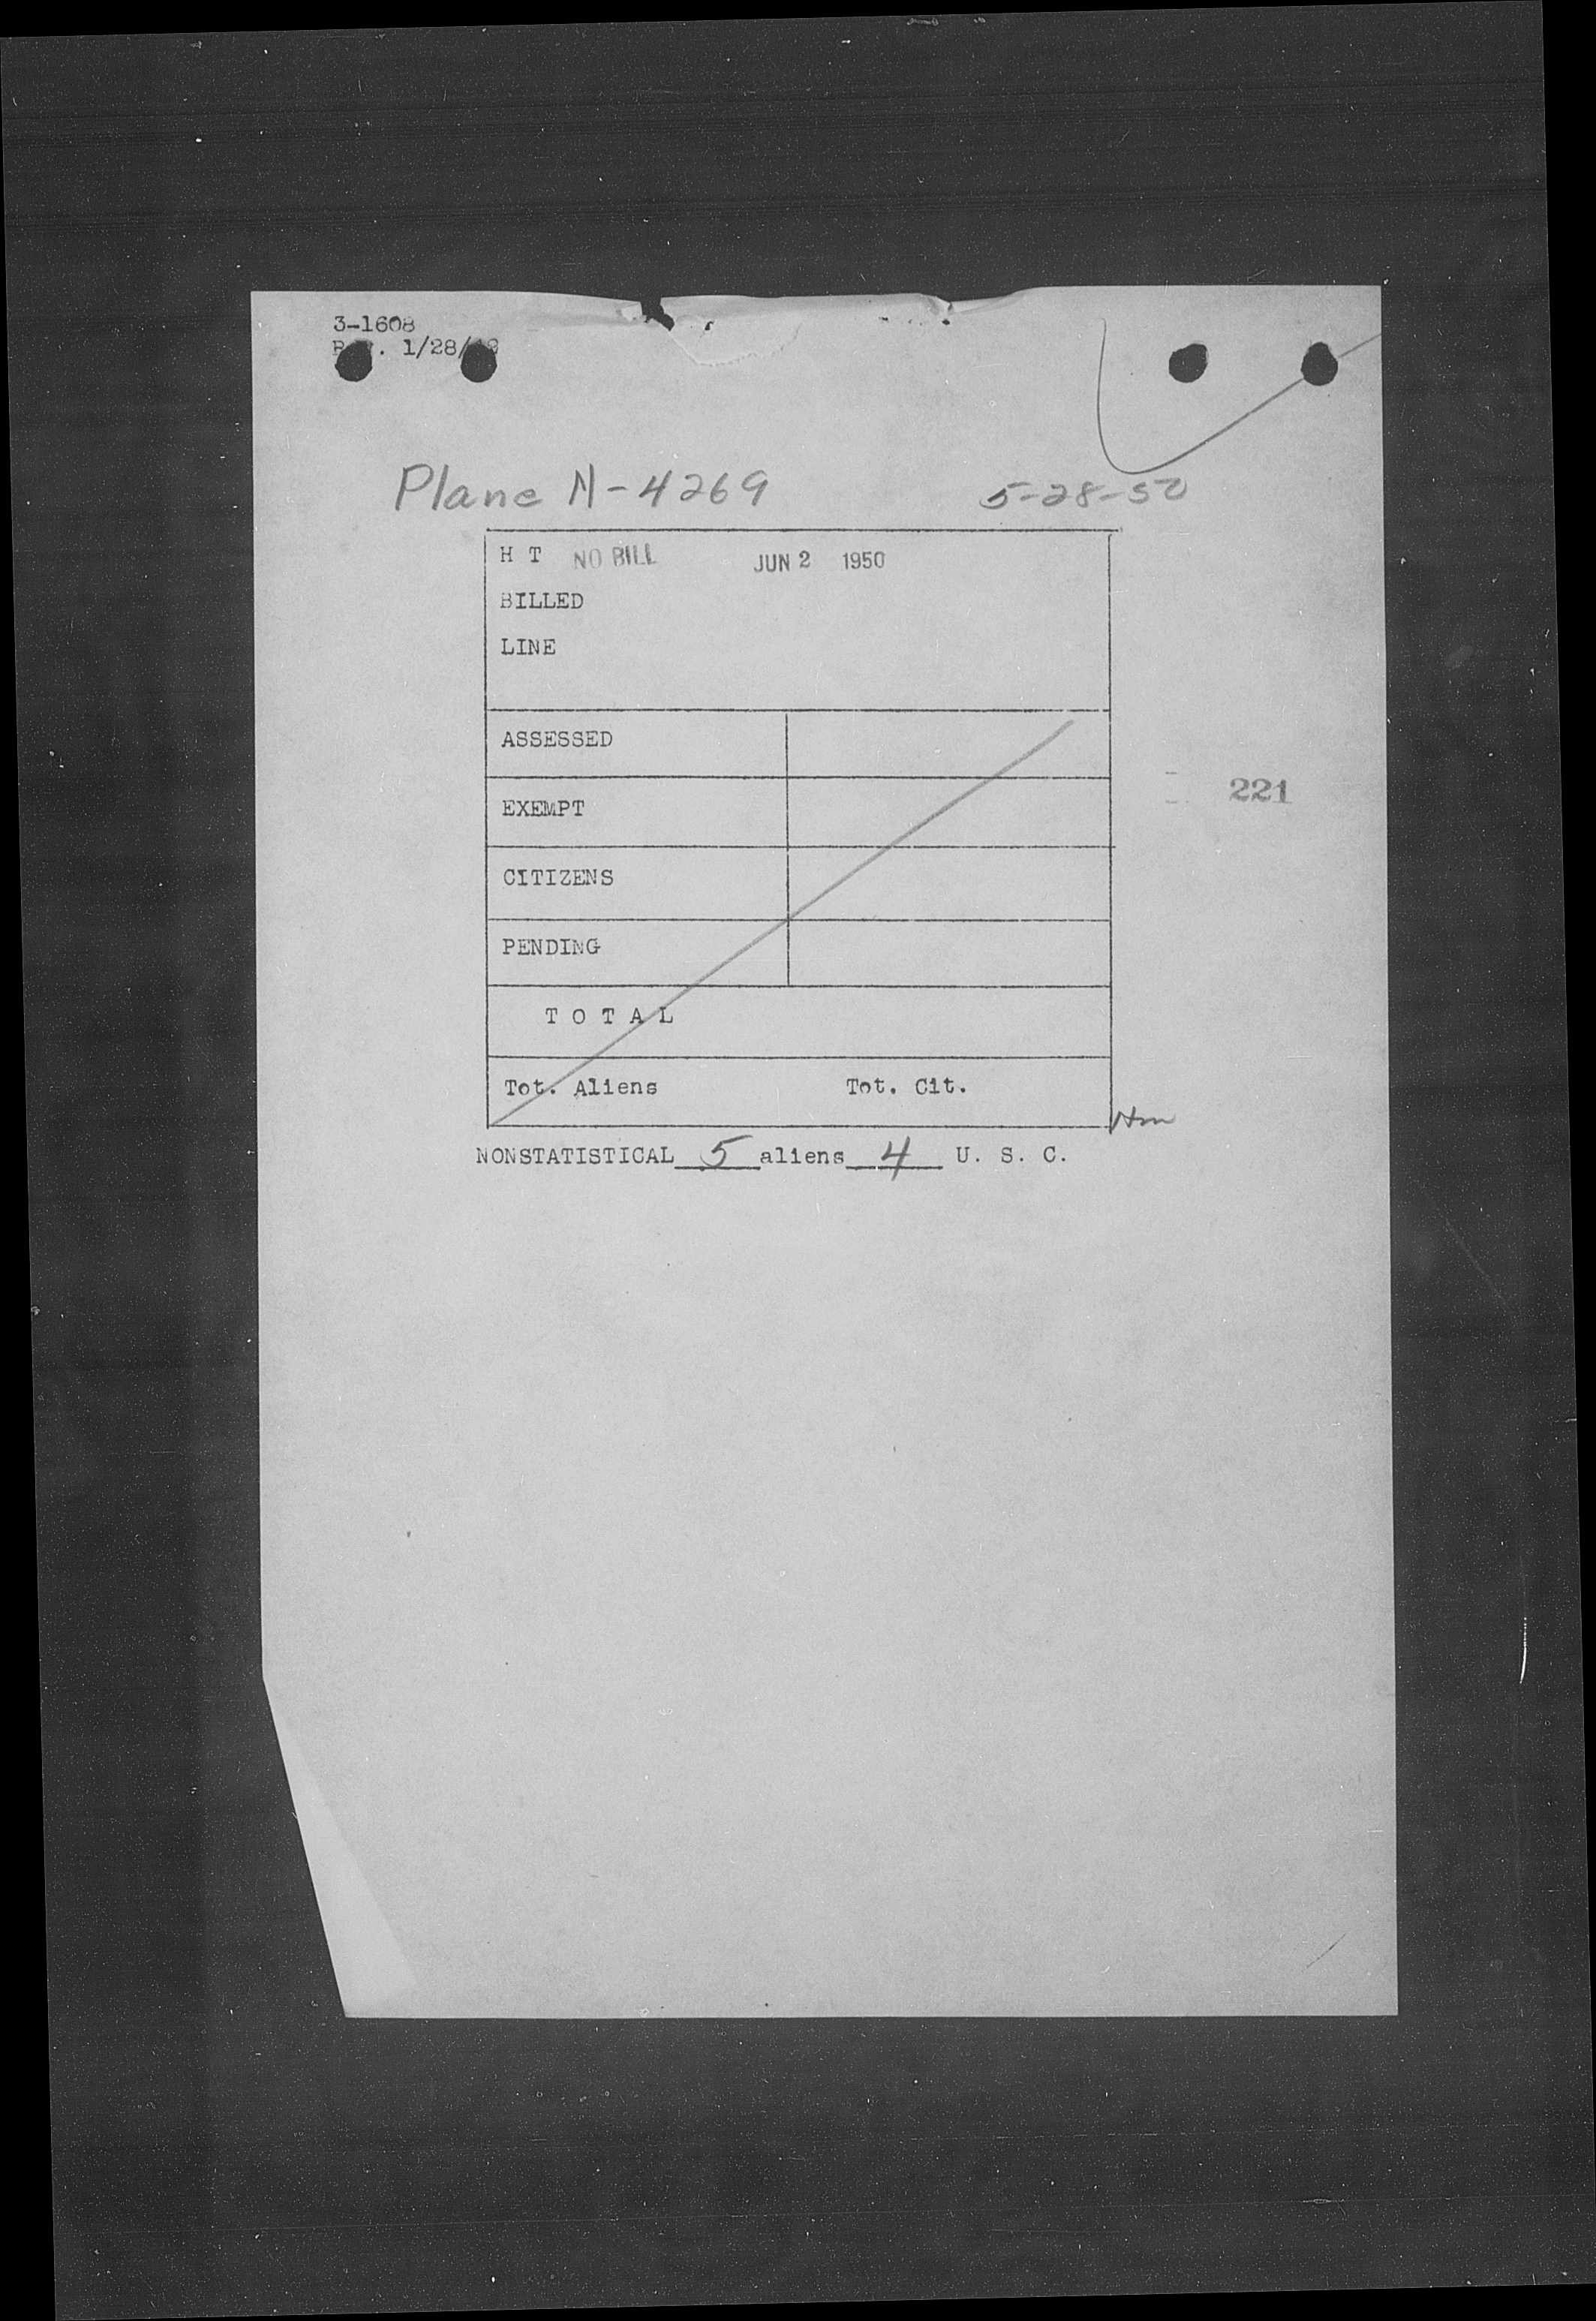 3-1608
1/28/
Plane N-4269 5-28-50
H T NO BILL JUN 2 1950
BILLED
LINE
ASSESSED
221
EXEMPT
CITIZENS
PENDING
T O T A L
Tot. Aliens Tot. Cit.
NONSTATISTICAL 5 aliens 4 U. S. C.